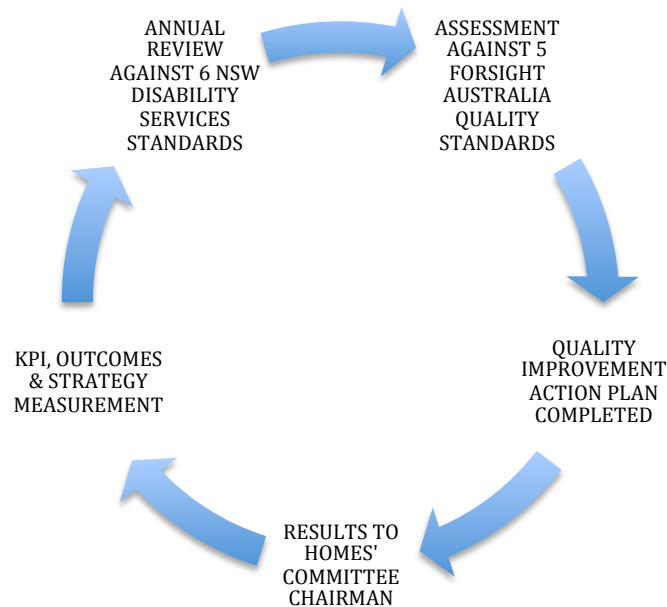 ANNUAL
REVIEW
AGAINST 6 NSW
DISABILITY
SERVICES
STANDARDS
ASSESSMENT
AGAINST 5
FORSIGHT
AUSTRALIA
QUALITY
STANDARDS
QUALITY
IMPROVEMENT
ACTION PLAN
COMPLETED
RESULTS TO
HOMES'
COMMITTEE
CHAIRMAN
KPI, OUTCOMES
& STRATEGY
MEASUREMENT